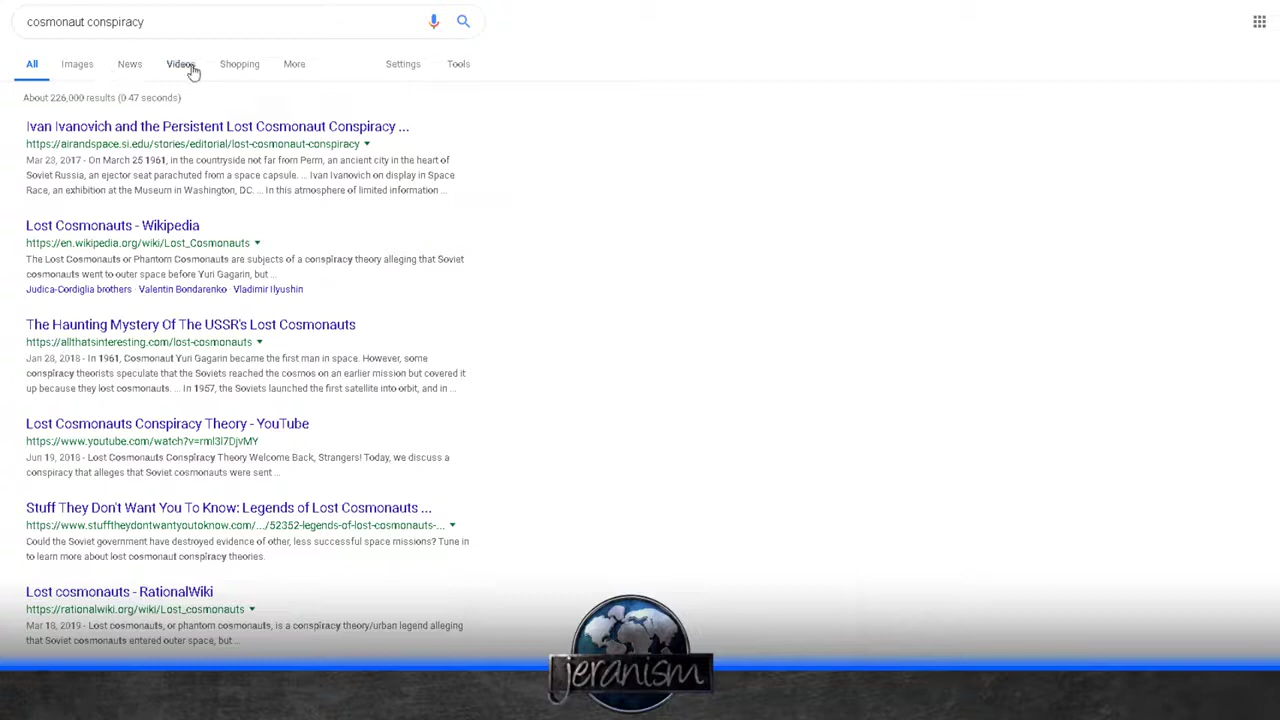 cosmonaut conspiracy
All Images News Videos Shopping More Settings Tools
About 226,000 results (0.47 seconds)
Ivan Ivanovich and the Persistent Lost Cosmonaut Conspiracy ...
https://airandspace.si.edu/stories/editorial/lost-cosmonaut-conspiracy
Mar 23, 2017 - On March 25 1961, in the countryside not far from Perm, an ancient city in the heart of
Soviet Russia, an ejector seat parachuted from a space capsule. ... Ivan Ivanovich on display in Space
Race, an exhibition at the Museum in Washington, DC. ... In this atmosphere of limited information ...
Lost Cosmonauts - Wikipedia
https://en.wikipedia.org/wiki/Lost_Cosmonauts
The Lost Cosmonauts or Phantom Cosmonauts are subjects of a conspiracy theory alleging that Soviet
cosmonauts went to outer space before Yuri Gagarin, but ...
Judica-Cordiglia brothers · Valentin Bondarenko · Vladimir Ilyushin
The Haunting Mystery Of The USSR's Lost Cosmonauts
https://allthatsinteresting.com/lost-cosmonauts
Jan 28, 2018 - In 1961, Cosmonaut Yuri Gagarin became the first man in space. However, some
conspiracy theorists speculate that the Soviets reached the cosmos on an earlier mission but covered it
up because they lost cosmonauts. ... In 1957, the Soviets launched the first satellite into orbit, and in ...
Lost Cosmonauts Conspiracy Theory - YouTube
https://www.youtube.com/watch?v=rml3l7DjvMY
Jun 19, 2018 - Lost Cosmonauts Conspiracy Theory Welcome Back, Strangers! Today, we discuss a
conspiracy that alleges that Soviet cosmonauts were sent ...
Stuff They Don't Want You To Know: Legends of Lost Cosmonauts ...
https://www.stufftheydontwantyoutoknow.com/.../52352-legends-of-lost-cosmonauts-...
Could the Soviet government have destroyed evidence of other, less successful space missions? Tune in
to learn more about lost cosmonaut conspiracy theories.
Lost cosmonauts - RationalWiki
https://rationalwiki.org/wiki/Lost_cosmonauts
Mar 18, 2019 - Lost cosmonauts, or phantom cosmonauts, is a conspiracy theory/urban legend alleging
that Soviet cosmonauts entered outer space, but ...
jeranism